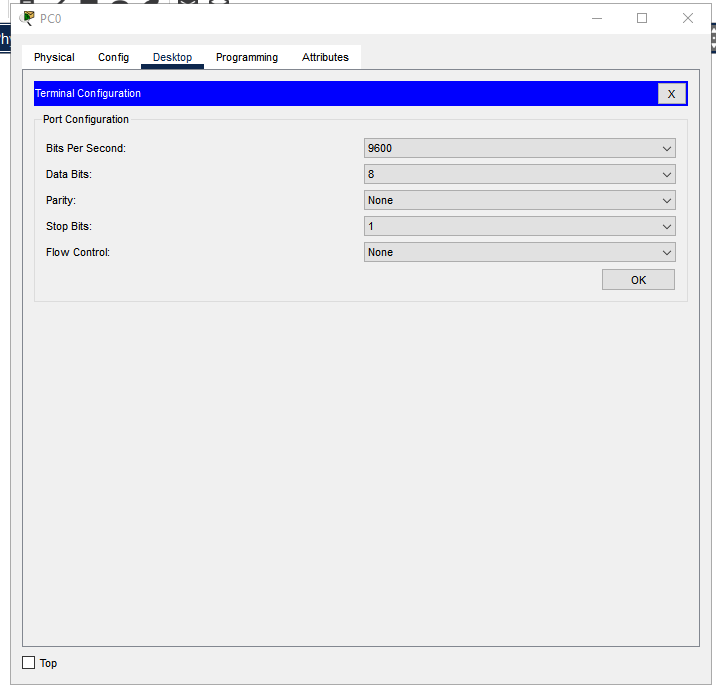 PC0
Physical Config Desktop Programming Attributes
Terminal Configuration X
Port Configuration
Bits Per Second: 9600
Data Bits: 8
Parity: None
Stop Bits: 1
Flow Control: None
OK
Top